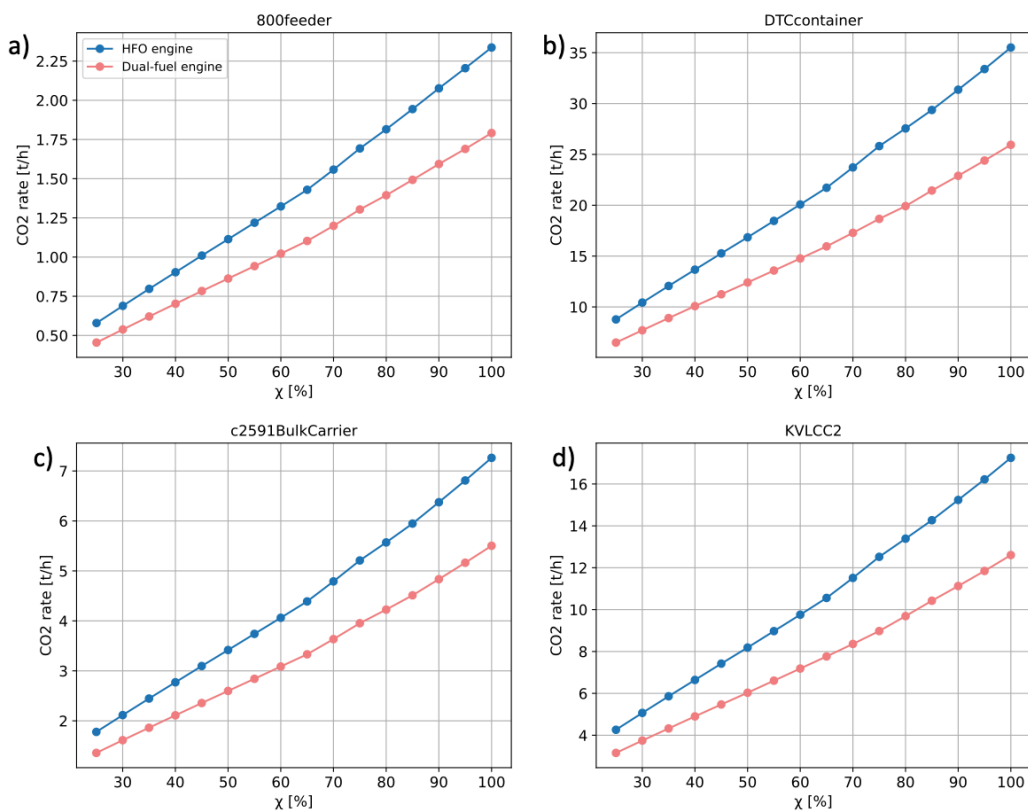 a)
800feeder
HFO engine
Dual-fuel engine
CO2 rate [t/h]
2.25
2.00
1.75
1.50
1.25
1.00
0.75
0.50
30 40 50 60 70 80 90 100
χ [%]
b)
DTCcontainer
CO2 rate [t/h]
35
30
25
20
15
10
30 40 50 60 70 80 90 100
χ [%]
c)
c2591BulkCarrier
CO2 rate [t/h]
7
6
5
4
3
2
30 40 50 60 70 80 90 100
χ [%]
d)
KVLCC2
CO2 rate [t/h]
16
14
12
10
8
6
4
30 40 50 60 70 80 90 100
χ [%]